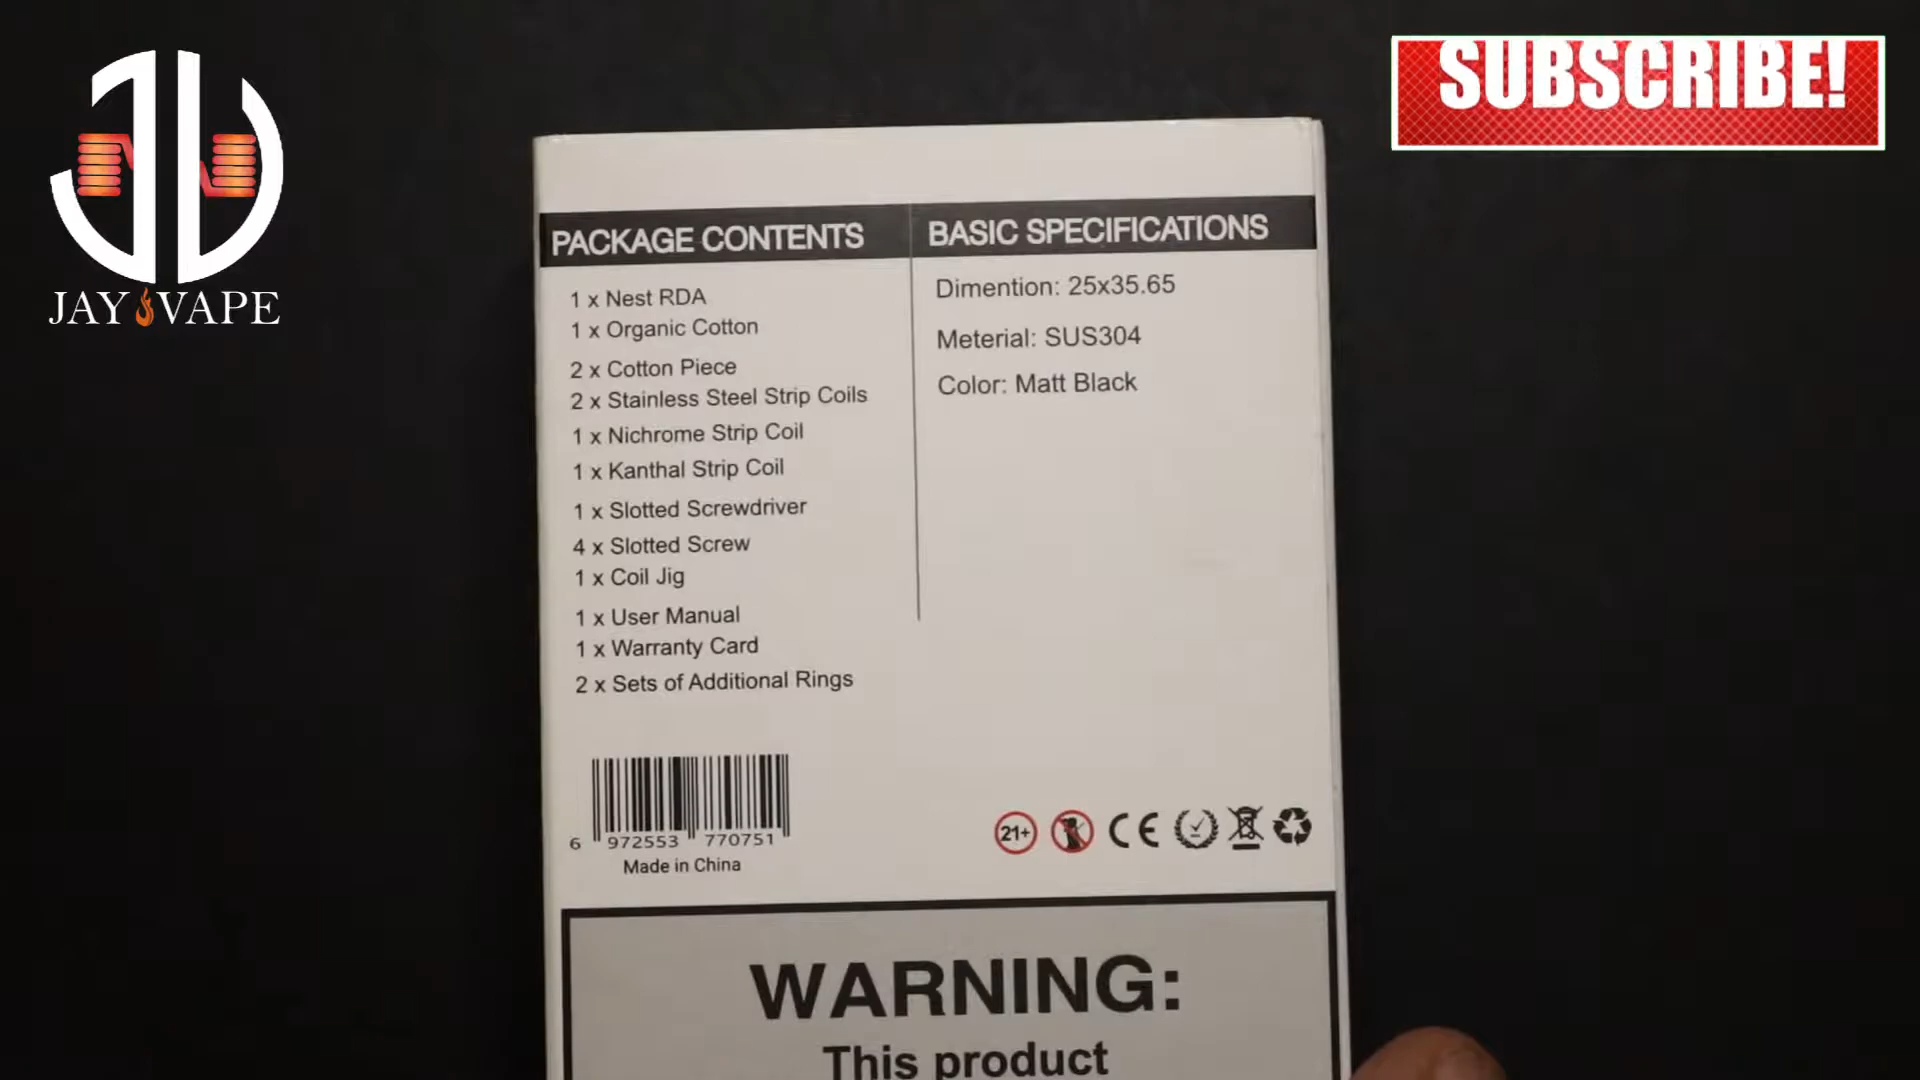 JAY VAPE
SUBSCRIBE!
PACKAGE CONTENTS
1 x Nest RDA
1 x Organic Cotton
2 x Cotton Piece
2 x Stainless Steel Strip Coils
1 x Nichrome Strip Coil
1 x Kanthal Strip Coil
1 x Slotted Screwdriver
4 x Slotted Screw
1 x Coil Jig
1 x User Manual
1 x Warranty Card
2 x Sets of Additional Rings
BASIC SPECIFICATIONS
Dimention: 25x35.65
Meterial: SUS304
Color: Matt Black
6 972553 770751
Made in China
21+
CE
WARNING:
This product